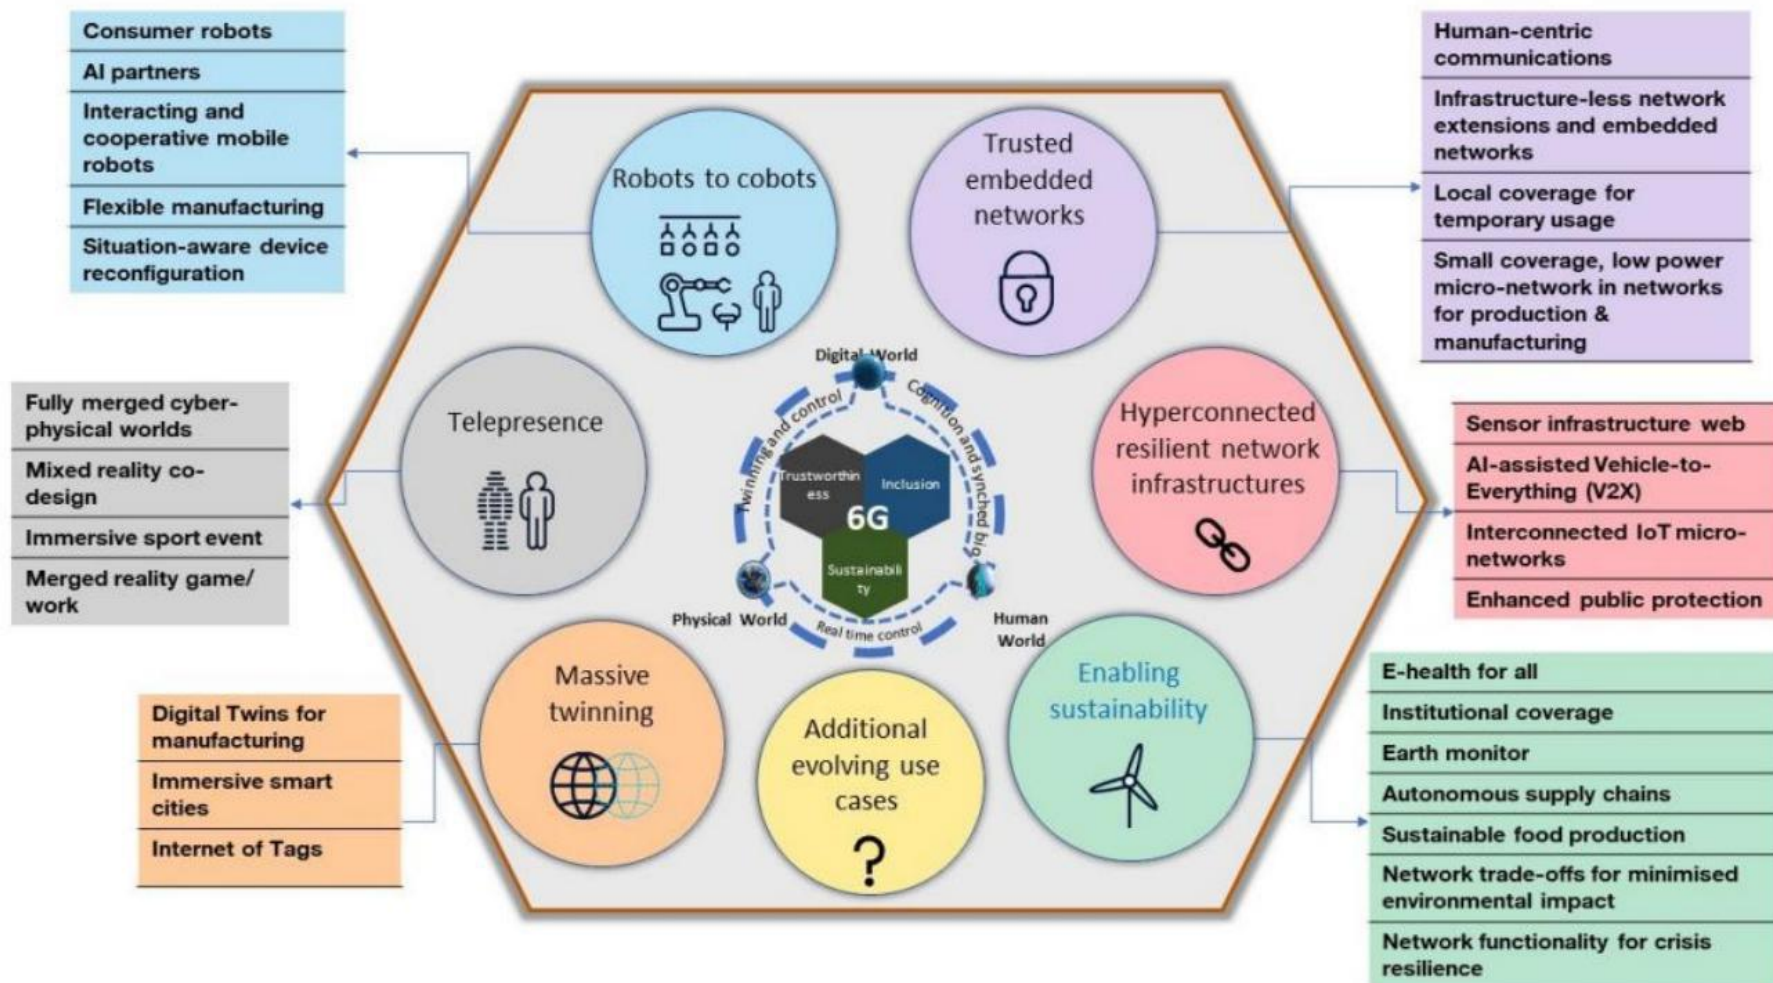 Consumer robots
AI partners
Interacting and
cooperative mobile
robots
Flexible manufacturing
Situation-aware device
reconfiguration
Human-centric
communications
Infrastructure-less network
extensions and embedded
networks
Local coverage for
temporary usage
Small coverage, low power
micro-network in networks
for production &
manufacturing
Robots to cobots
Trusted
embedded
networks
Fully merged cyber-
physical worlds
Mixed reality co-
design
Immersive sport event
Merged reality game/
work
Telepresence
Digital World
Twinning and control
Cognition and synched bio
Trustworthin
ess
Inclusion
6G
Sustainabili
ty
Physical World
Real time control
Human
World
Hyperconnected
resilient network
infrastructures
Sensor infrastructure web
AI-assisted Vehicle-to-
Everything (V2X)
Interconnected IoT micro-
networks
Enhanced public protection
Digital Twins for
manufacturing
Immersive smart
cities
Internet of Tags
Massive
twinning
Additional
evolving use
cases
?
Enabling
sustainability
E-health for all
Institutional coverage
Earth monitor
Autonomous supply chains
Sustainable food production
Network trade-offs for minimised
environmental impact
Network functionality for crisis
resilience